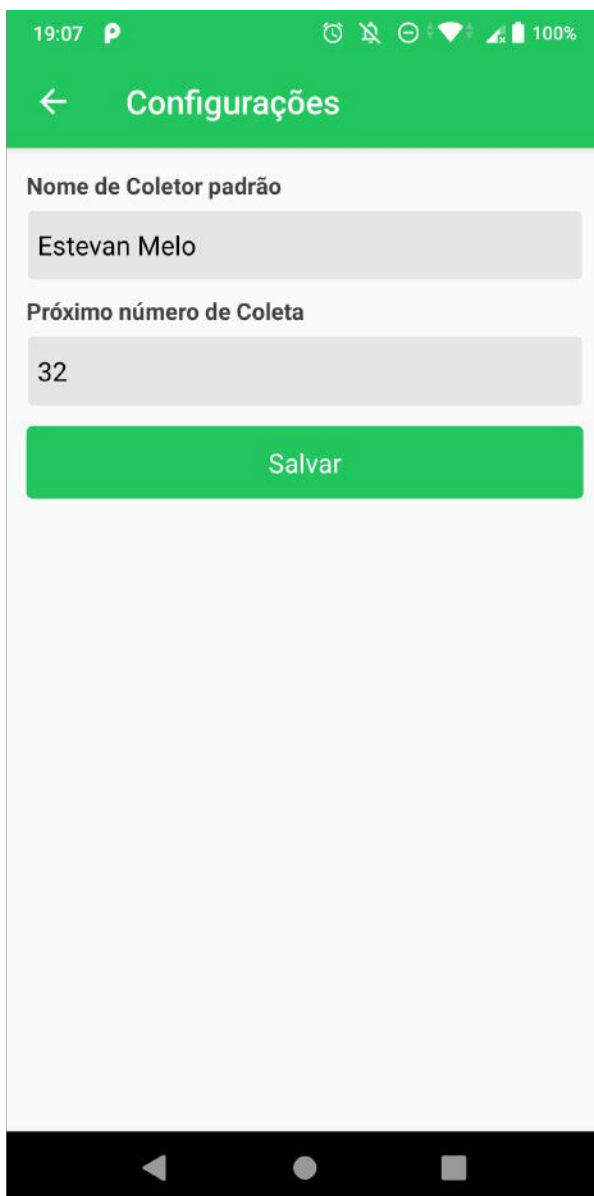 19:07 100%
Configurações
Nome de Coletor padrão
Estevan Melo
Próximo número de Coleta
32
Salvar